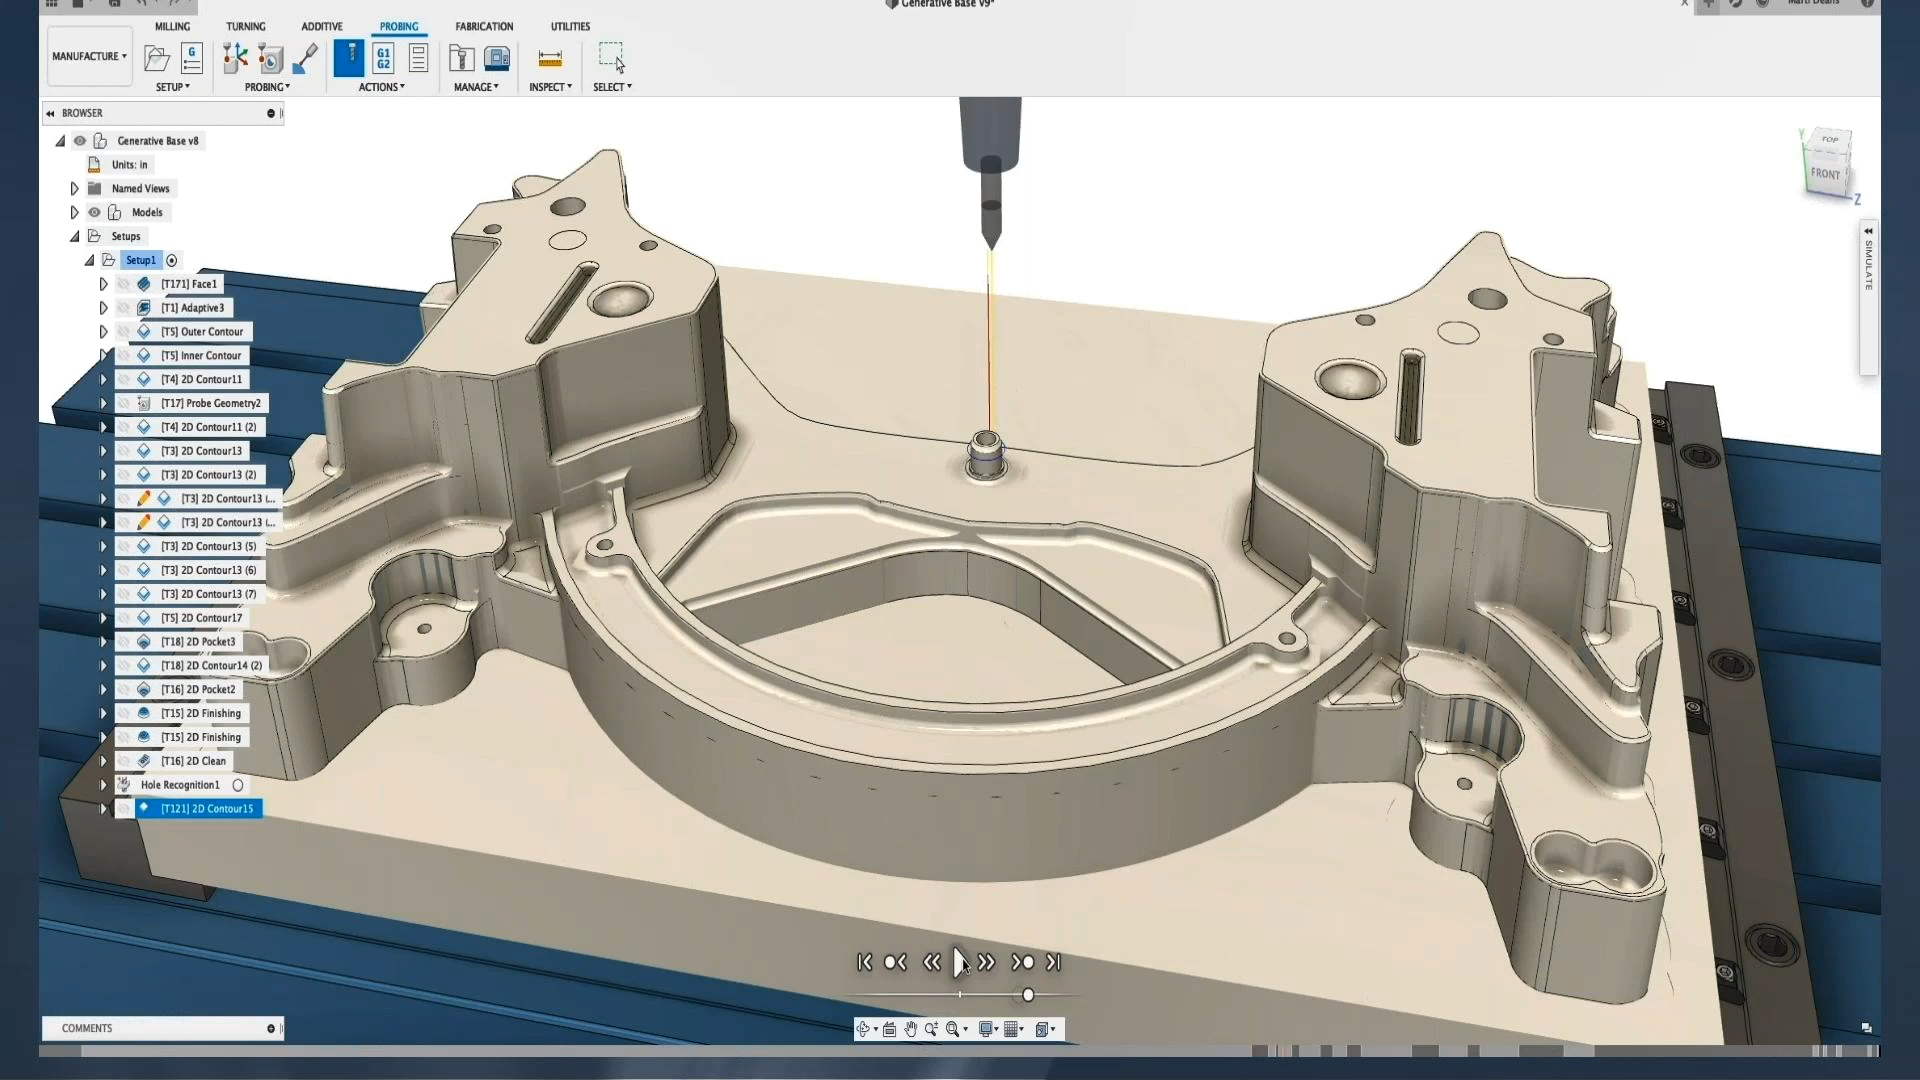 Generative Base v9*
Marti Deans
MILLING TURNING ADDITIVE PROBING FABRICATION UTILITIES
MANUFACTURE
G
G1
G2
SETUP PROBING ACTIONS MANAGE INSPECT SELECT
BROWSER
Generative Base v8
Units: in
Named Views
Models
Setups
Setup1
[T171] Face1
[T1] Adaptive3
[T5] Outer Contour
[T5] Inner Contour
[T4] 2D Contour11
[T17] Probe Geometry2
[T4] 2D Contour11 (2)
[T3] 2D Contour13
[T3] 2D Contour13 (2)
[T3] 2D Contour13 (...
[T3] 2D Contour13 (...
[T3] 2D Contour13 (5)
[T3] 2D Contour13 (6)
[T3] 2D Contour13 (7)
[T5] 2D Contour17
[T18] 2D Pocket3
[T18] 2D Contour14 (2)
[T16] 2D Pocket2
[T15] 2D Finishing
[T15] 2D Finishing
[T16] 2D Clean
Hole Recognition1
[T121] 2D Contour15
Y
TOP
FRONT
Z
SIMULATE
COMMENTS